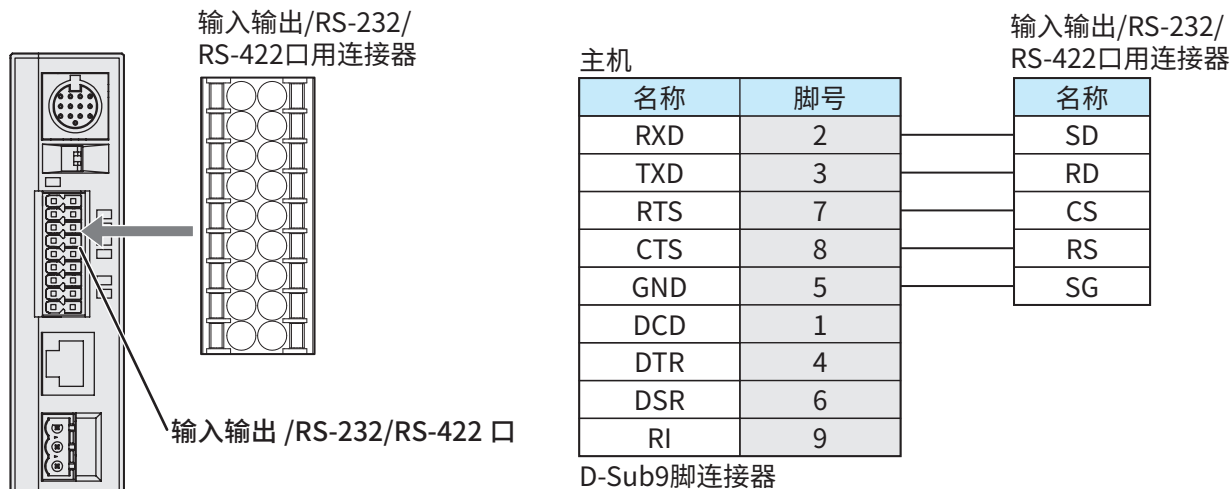 输入输出/RS-232/
RS-422口用连接器
输入输出 /RS-232/RS-422 口
主机
名称 脚号
RXD 2
TXD 3
RTS 7
CTS 8
GND 5
DCD 1
DTR 4
DSR 6
RI 9
D-Sub9脚连接器
输入输出/RS-232/
RS-422口用连接器
名称
SD
RD
CS
RS
SG